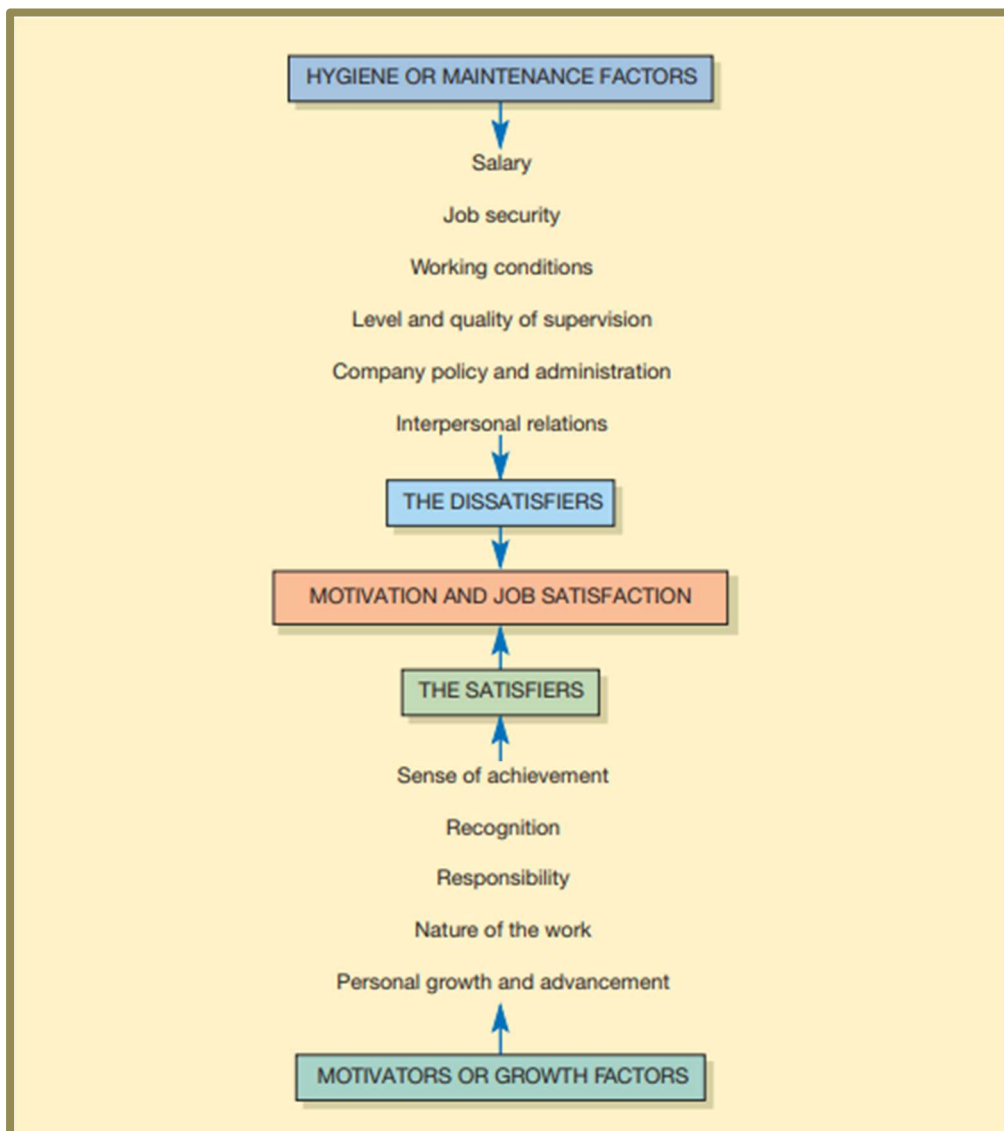 HYGIENE OR MAINTENANCE FACTORS
Salary
Job security
Working conditions
Level and quality of supervision
Company policy and administration
Interpersonal relations
THE DISSATISFIERS
MOTIVATION AND JOB SATISFACTION
THE SATISFIERS
Sense of achievement
Recognition
Responsibility
Nature of the work
Personal growth and advancement
MOTIVATORS OR GROWTH FACTORS